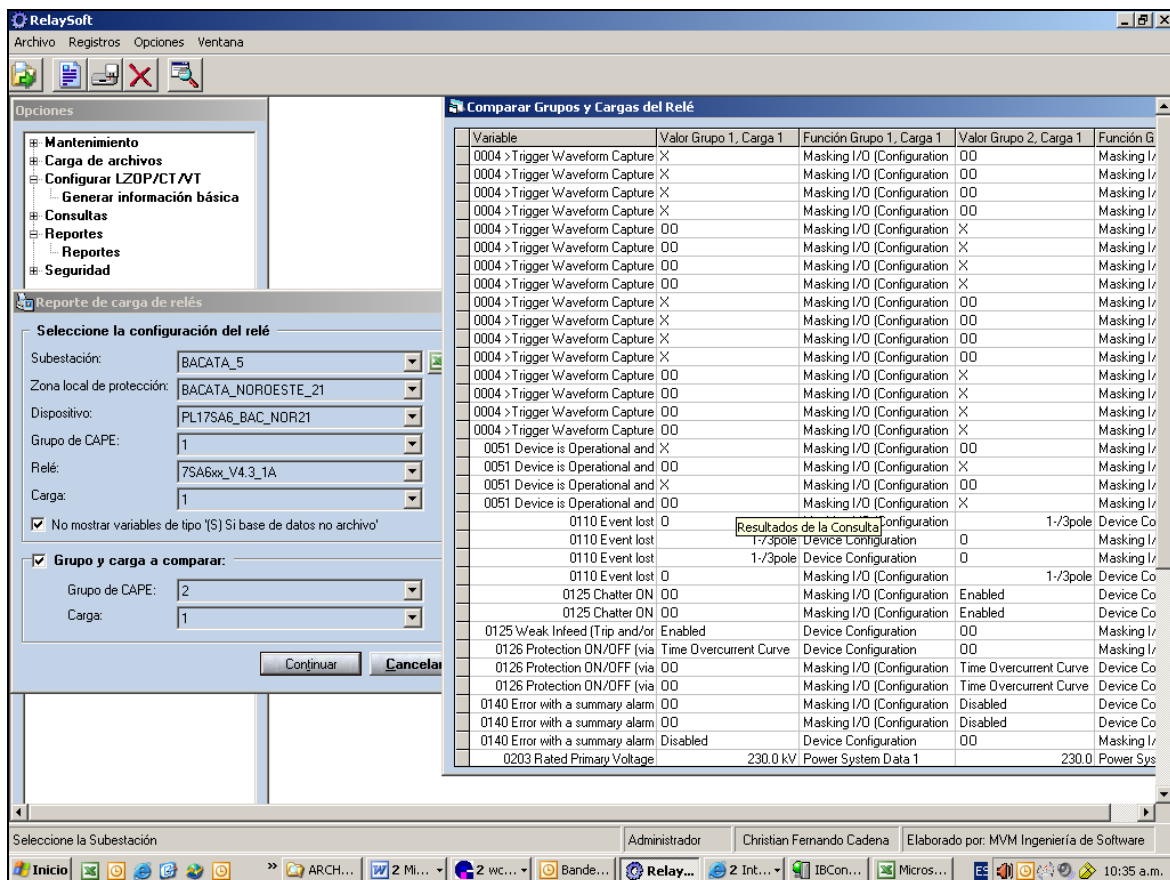 RelaySoft
Archivo Registros Opciones Ventana
Opciones
Mantenimiento
Carga de archivos
Configurar LZOP/CT/VT
Generar información básica
Consultas
Reportes
Reportes
Seguridad
Reporte de carga de relés
Seleccione la configuración del relé
Subestación: BACATA_5
Zona local de protección: BACATA_NOROESTE_21
Dispositivo: PL17SA6_BAC_NOR21
Grupo de CAPE: 1
Relé: 7SA6xx_V4.3_1A
Carga: 1
No mostrar variables de tipo '(S) Si base de datos no archivo'
Grupo y carga a comparar:
Grupo de CAPE: 2
Carga: 1
Continuar Cancelar
Comparar Grupos y Cargas del Relé
Variable Valor Grupo 1, Carga 1 Función Grupo 1, Carga 1 Valor Grupo 2, Carga 1 Función G
0004 >Trigger Waveform Capture X Masking I/O (Configuration OO Masking I/
0004 >Trigger Waveform Capture X Masking I/O (Configuration OO Masking I/
0004 >Trigger Waveform Capture X Masking I/O (Configuration OO Masking I/
0004 >Trigger Waveform Capture X Masking I/O (Configuration OO Masking I/
0004 >Trigger Waveform Capture OO Masking I/O (Configuration X Masking I/
0004 >Trigger Waveform Capture OO Masking I/O (Configuration X Masking I/
0004 >Trigger Waveform Capture OO Masking I/O (Configuration X Masking I/
0004 >Trigger Waveform Capture OO Masking I/O (Configuration X Masking I/
0004 >Trigger Waveform Capture X Masking I/O (Configuration OO Masking I/
0004 >Trigger Waveform Capture X Masking I/O (Configuration OO Masking I/
0004 >Trigger Waveform Capture X Masking I/O (Configuration OO Masking I/
0004 >Trigger Waveform Capture X Masking I/O (Configuration OO Masking I/
0004 >Trigger Waveform Capture OO Masking I/O (Configuration X Masking I/
0004 >Trigger Waveform Capture OO Masking I/O (Configuration X Masking I/
0004 >Trigger Waveform Capture OO Masking I/O (Configuration X Masking I/
0004 >Trigger Waveform Capture OO Masking I/O (Configuration X Masking I/
0051 Device is Operational and X Masking I/O (Configuration OO Masking I/
0051 Device is Operational and OO Masking I/O (Configuration X Masking I/
0051 Device is Operational and X Masking I/O (Configuration OO Masking I/
0051 Device is Operational and OO Masking I/O (Configuration X Masking I/
0110 Event lost O Configuration 1-/3pole Device Co
Resultados de la Consulta
0110 Event lost 1-/3pole Device Configuration O Masking I/
0110 Event lost 1-/3pole Device Configuration O Masking I/
0110 Event lost O Masking I/O (Configuration 1-/3pole Device Co
0125 Chatter ON OO Masking I/O (Configuration Enabled Device Co
0125 Chatter ON OO Masking I/O (Configuration Enabled Device Co
0125 Weak Infeed (Trip and/or Enabled Device Configuration OO Masking I/
0126 Protection ON/OFF (via Time Overcurrent Curve Device Configuration OO Masking I/
0126 Protection ON/OFF (via OO Masking I/O (Configuration Time Overcurrent Curve Device Co
0126 Protection ON/OFF (via OO Masking I/O (Configuration Time Overcurrent Curve Device Co
0140 Error with a summary alarm OO Masking I/O (Configuration Disabled Device Co
0140 Error with a summary alarm OO Masking I/O (Configuration Disabled Device Co
0140 Error with a summary alarm Disabled Device Configuration OO Masking I/
0203 Rated Primary Voltage 230.0 kV Power System Data 1 230.0 Power Sys
Seleccione la Subestación Administrador Christian Fernando Cadena Elaborado por: MVM Ingeniería de Software
Inicio » ARCH... 2 Mi... 2 wc... Bande... Relay... 2 Int... IBCon... Micros... ES 10:35 a.m.